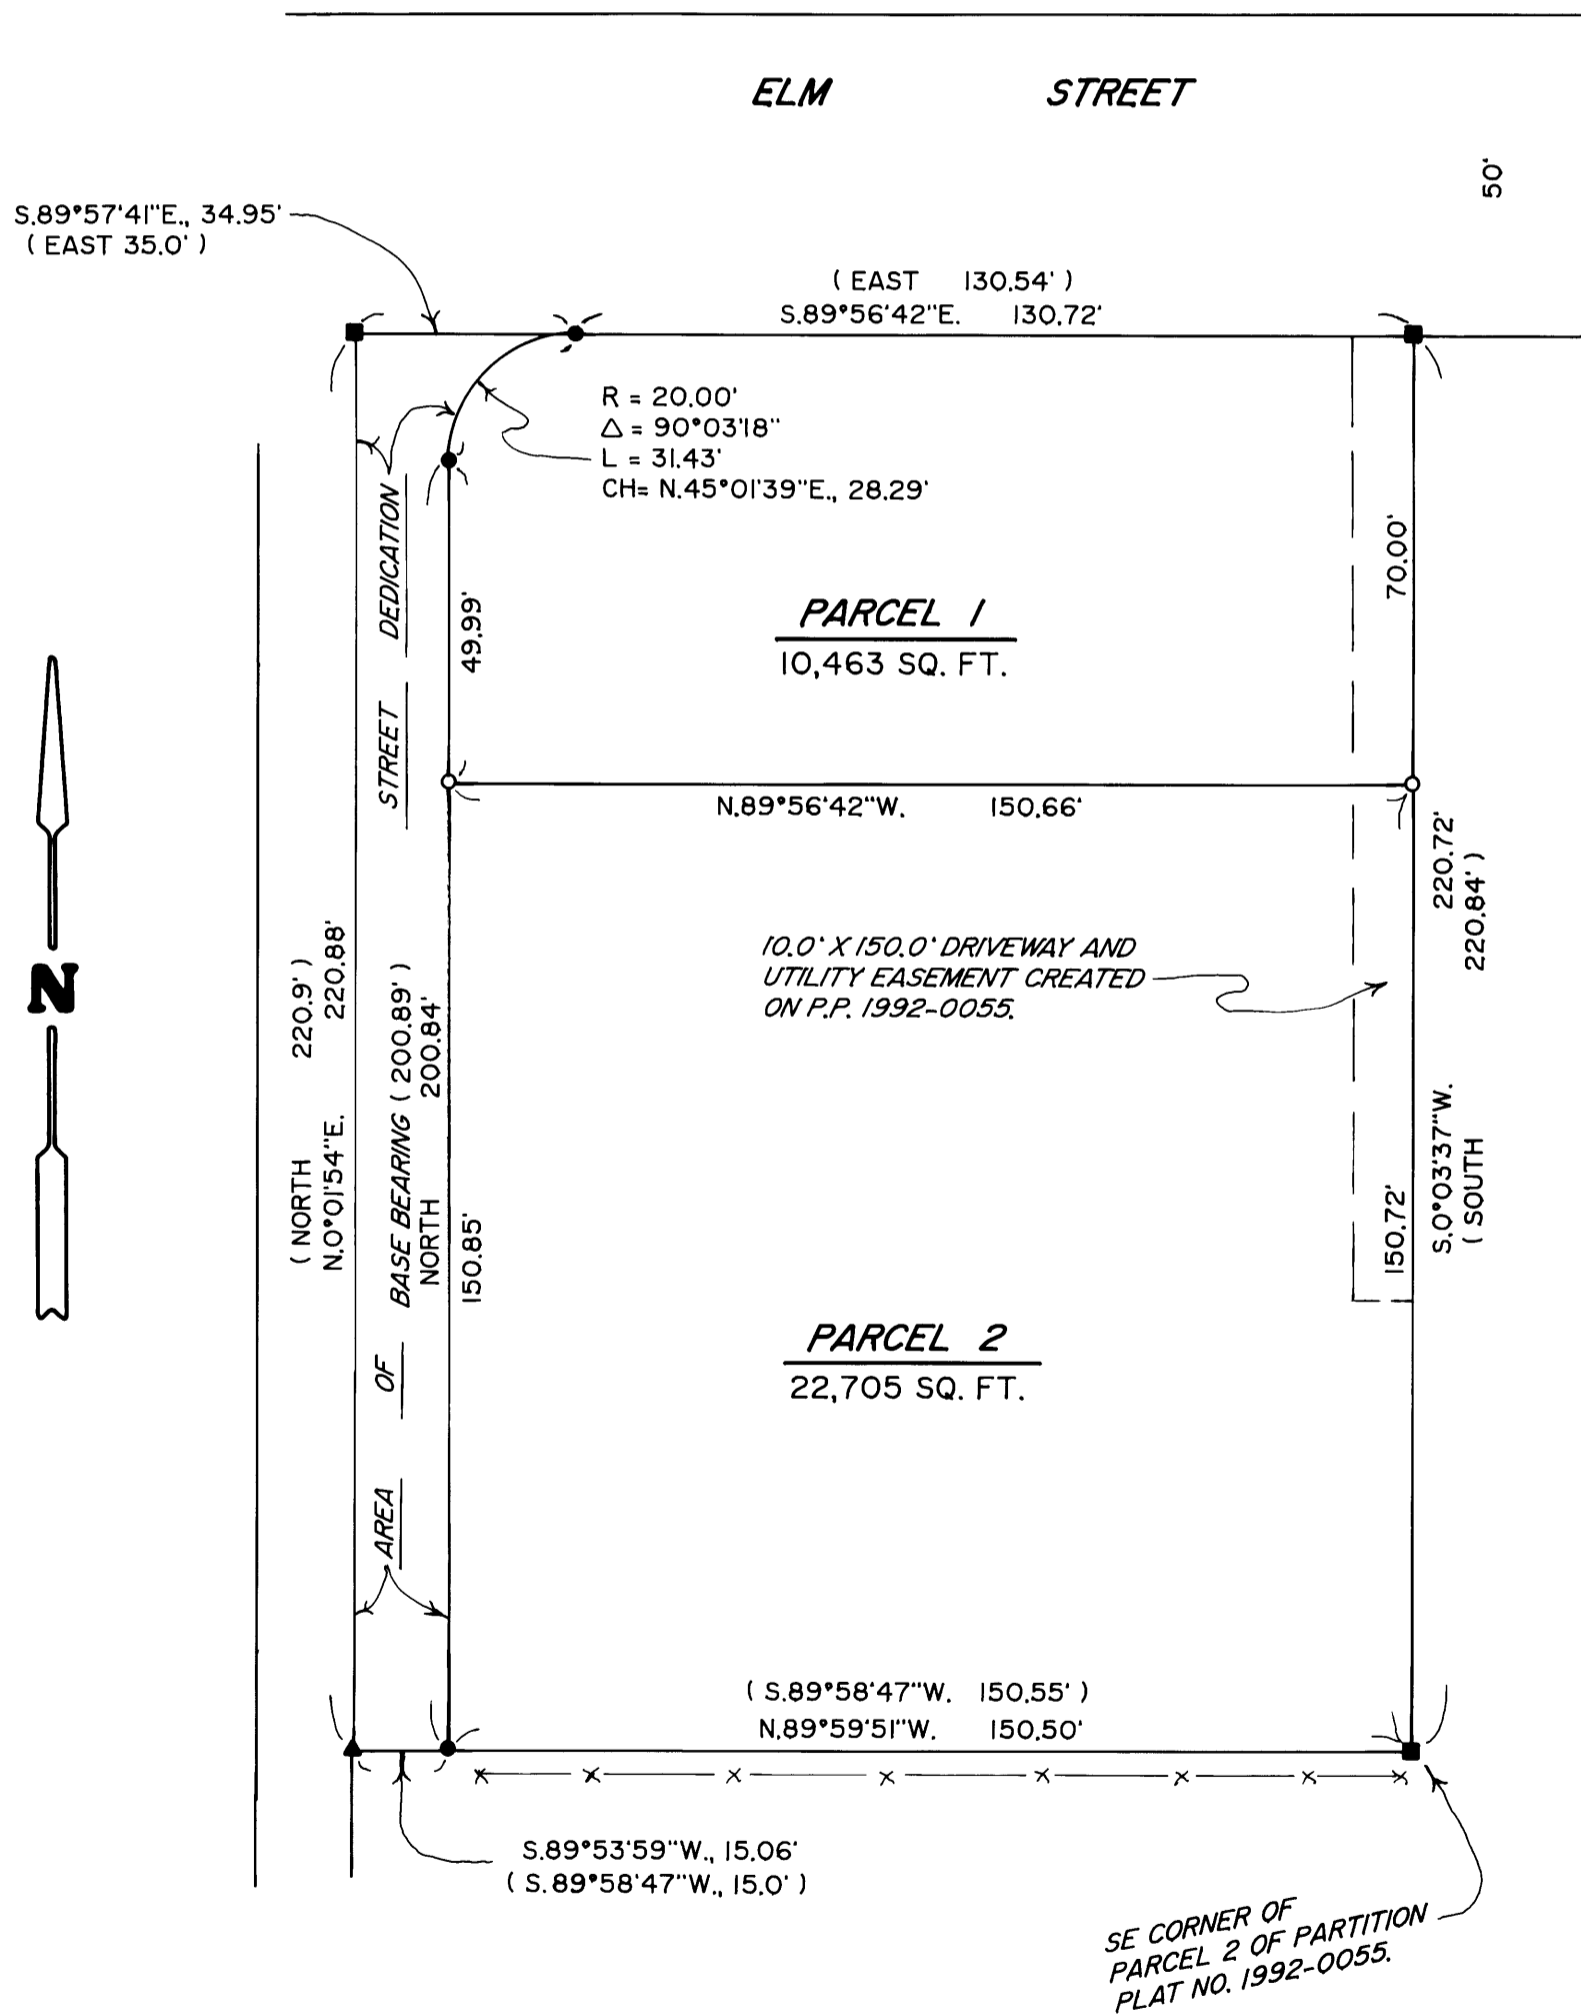 ELM STREET
50'
S.89°57'41"E., 34.95'
( EAST 35.0' )
( EAST 130.54' )
S.89°56'42"E. 130.72'
R = 20.00'
Δ = 90°03'18"
L = 31.43'
CH= N.45°01'39"E., 28.29'
AREA OF STREET DEDICATION
49.99'
70.00'
PARCEL 1
10,463 SQ. FT.
N.89°56'42"W. 150.66'
N
( NORTH 220.9' )
N.0°01'54"E. 220.88'
BASE BEARING ( 200.89' )
NORTH 200.84'
150.85'
10.0' X 150.0' DRIVEWAY AND
UTILITY EASEMENT CREATED
ON P.P. 1992-0055.
150.72'
S.0°03'37"W. 220.72'
( SOUTH 220.84' )
PARCEL 2
22,705 SQ. FT.
( S.89°58'47"W. 150.55' )
N.89°59'51"W. 150.50'
S.89°53'59"W., 15.06'
( S.89°58'47"W., 15.0' )
SE CORNER OF
PARCEL 2 OF PARTITION
PLAT NO. 1992-0055.